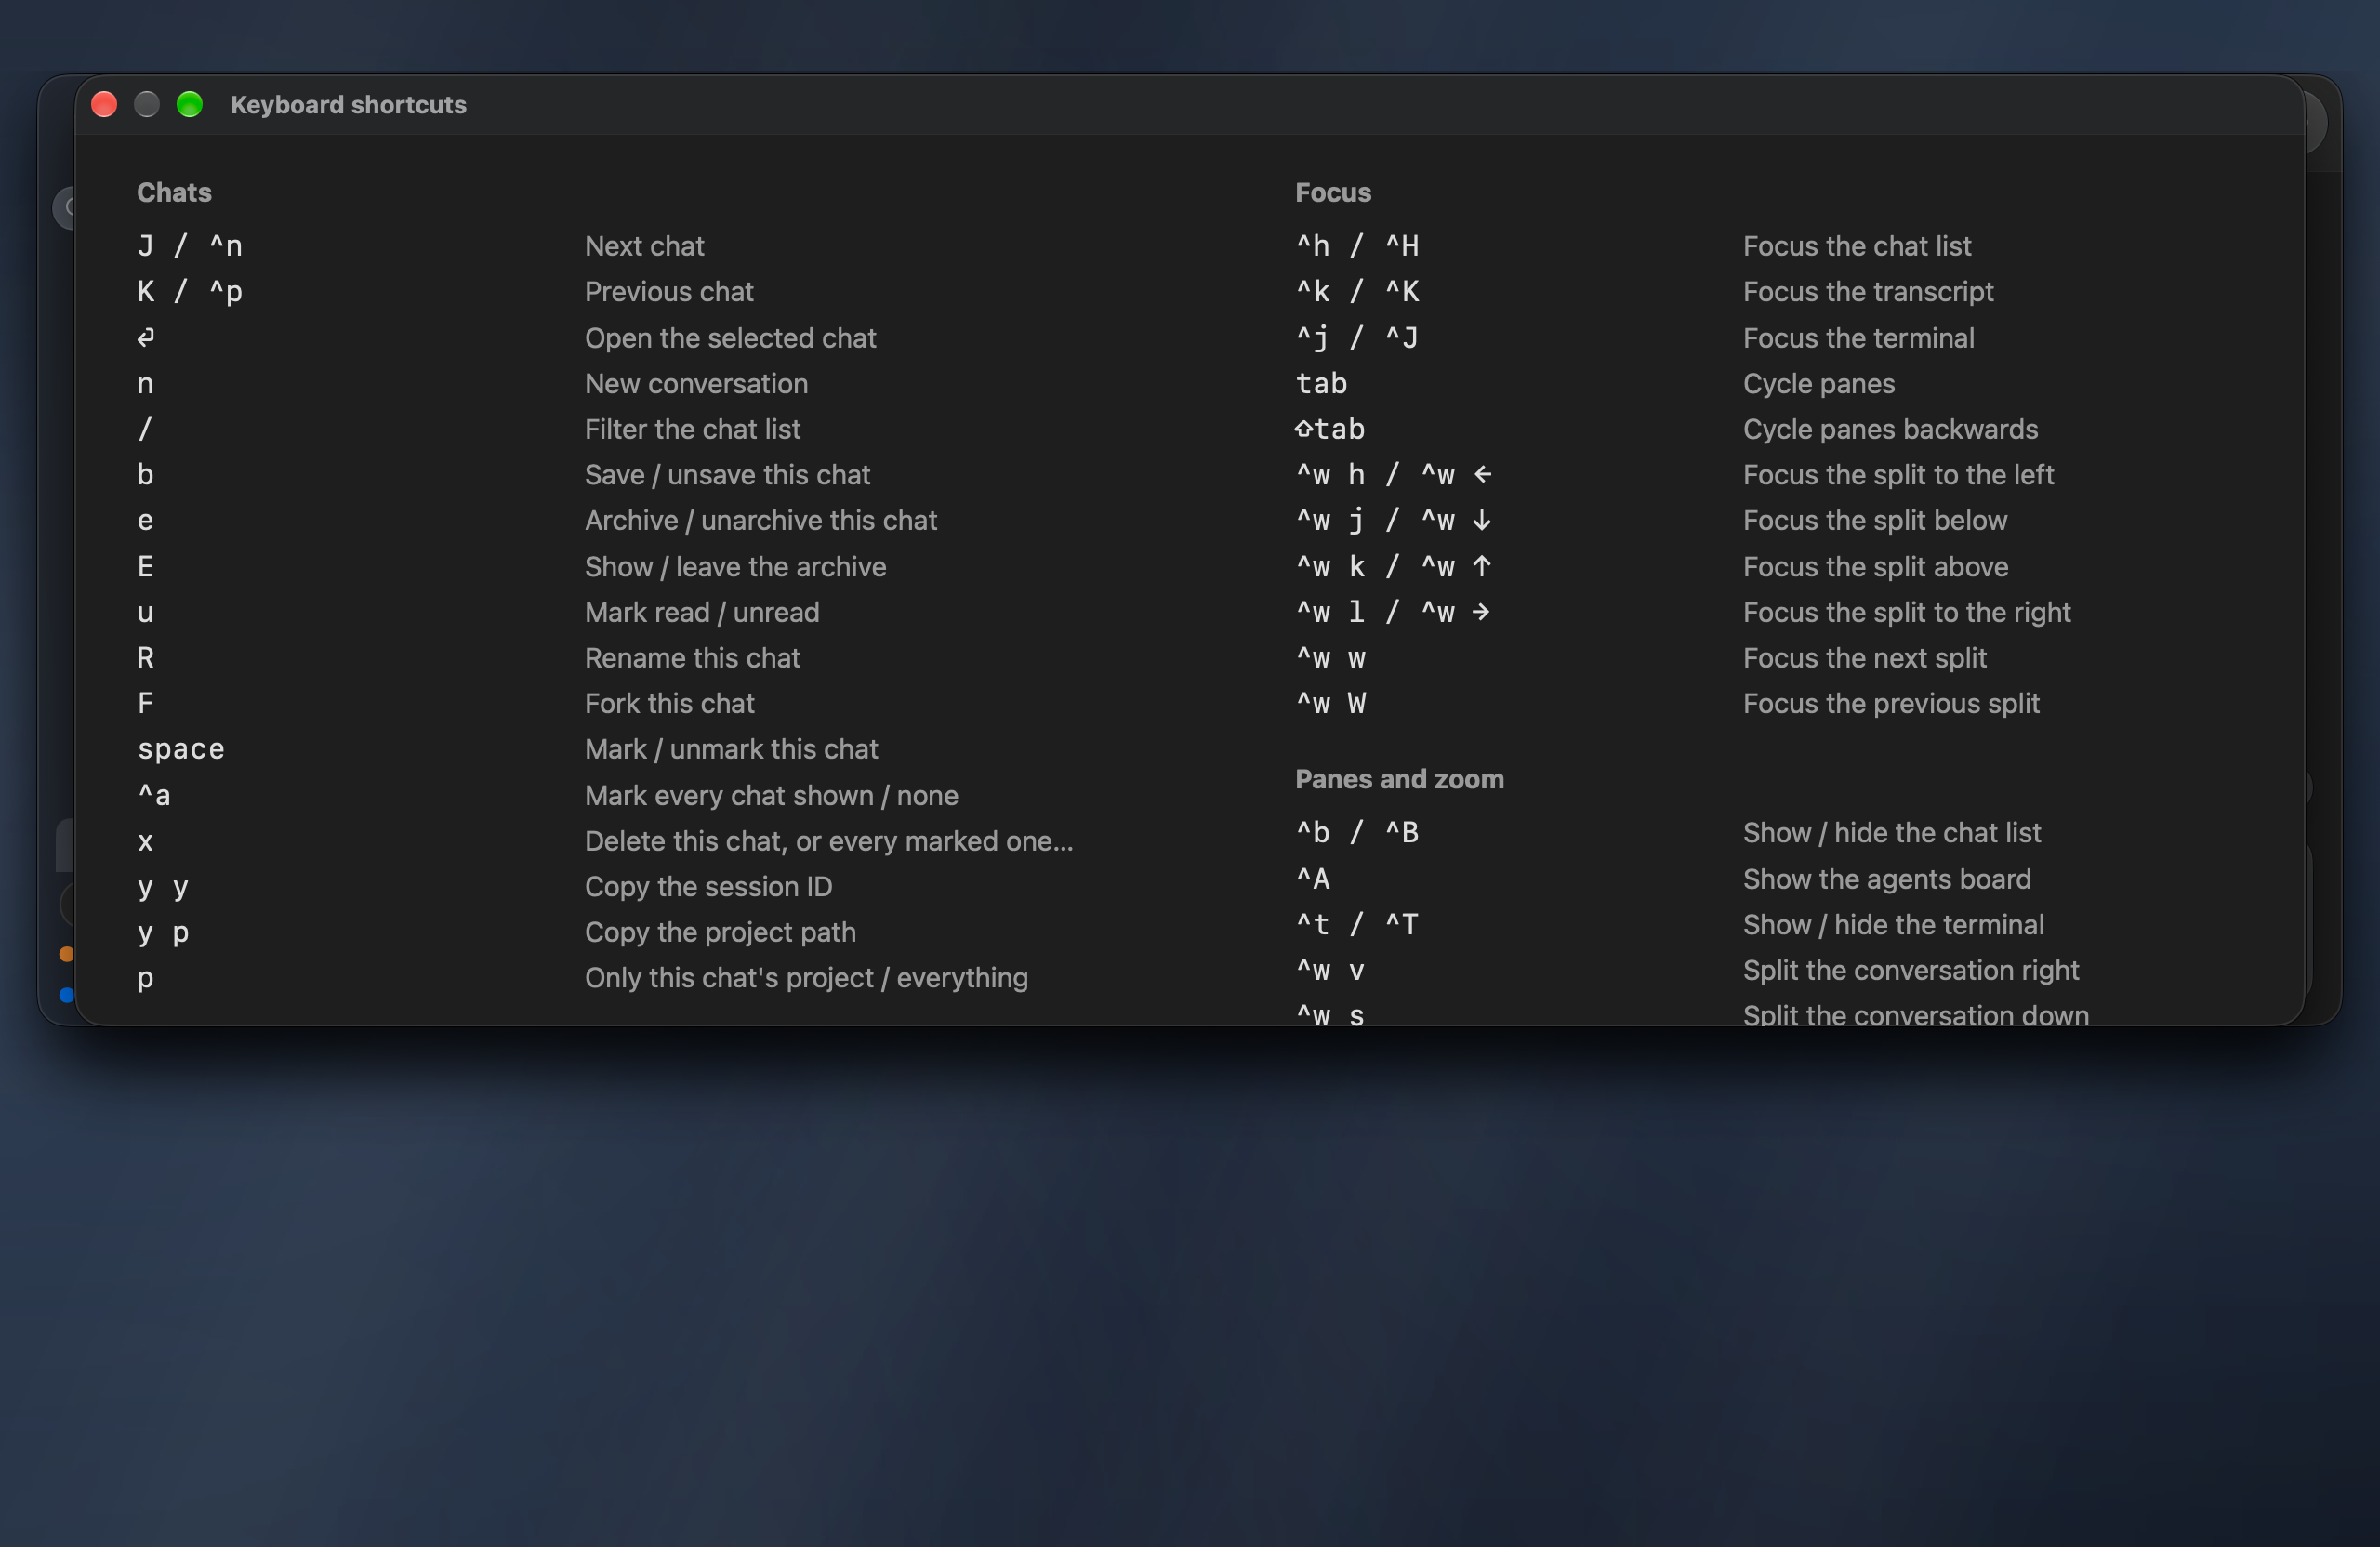 Keyboard shortcuts
Chats
J / ^n Next chat
K / ^p Previous chat
⏎ Open the selected chat
n New conversation
/ Filter the chat list
b Save / unsave this chat
e Archive / unarchive this chat
E Show / leave the archive
u Mark read / unread
R Rename this chat
F Fork this chat
space Mark / unmark this chat
^a Mark every chat shown / none
x Delete this chat, or every marked one...
y y Copy the session ID
y p Copy the project path
p Only this chat's project / everything
Focus
^h / ^H Focus the chat list
^k / ^K Focus the transcript
^j / ^J Focus the terminal
tab Cycle panes
⇧tab Cycle panes backwards
^w h / ^w ← Focus the split to the left
^w j / ^w ↓ Focus the split below
^w k / ^w ↑ Focus the split above
^w l / ^w → Focus the split to the right
^w w Focus the next split
^w W Focus the previous split
Panes and zoom
^b / ^B Show / hide the chat list
^A Show the agents board
^t / ^T Show / hide the terminal
^w v Split the conversation right
^w s Split the conversation down